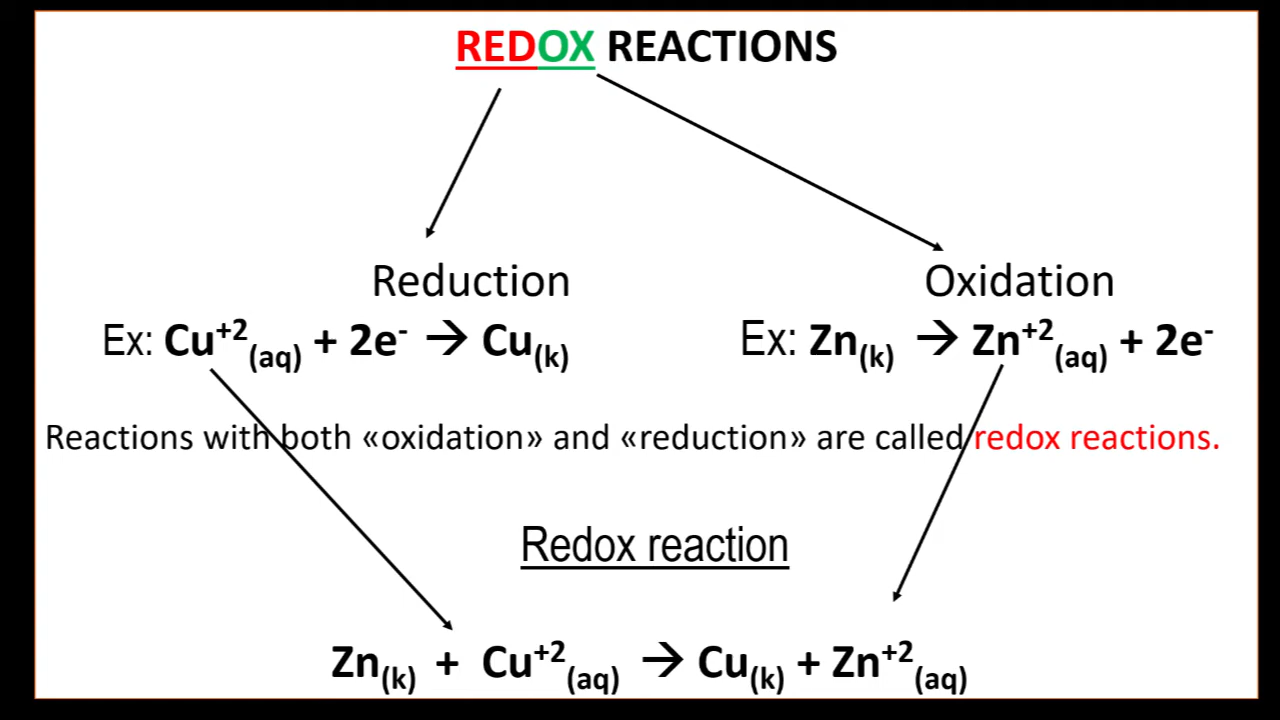 REDOX REACTIONS
Reduction
Oxidation
Ex: Cu⁺²(aq) + 2e⁻ → Cu(k)
Ex: Zn(k) → Zn⁺²(aq) + 2e⁻
Reactions with both «oxidation» and «reduction» are called redox reactions.
Redox reaction
Zn(k) + Cu⁺²(aq) → Cu(k) + Zn⁺²(aq)